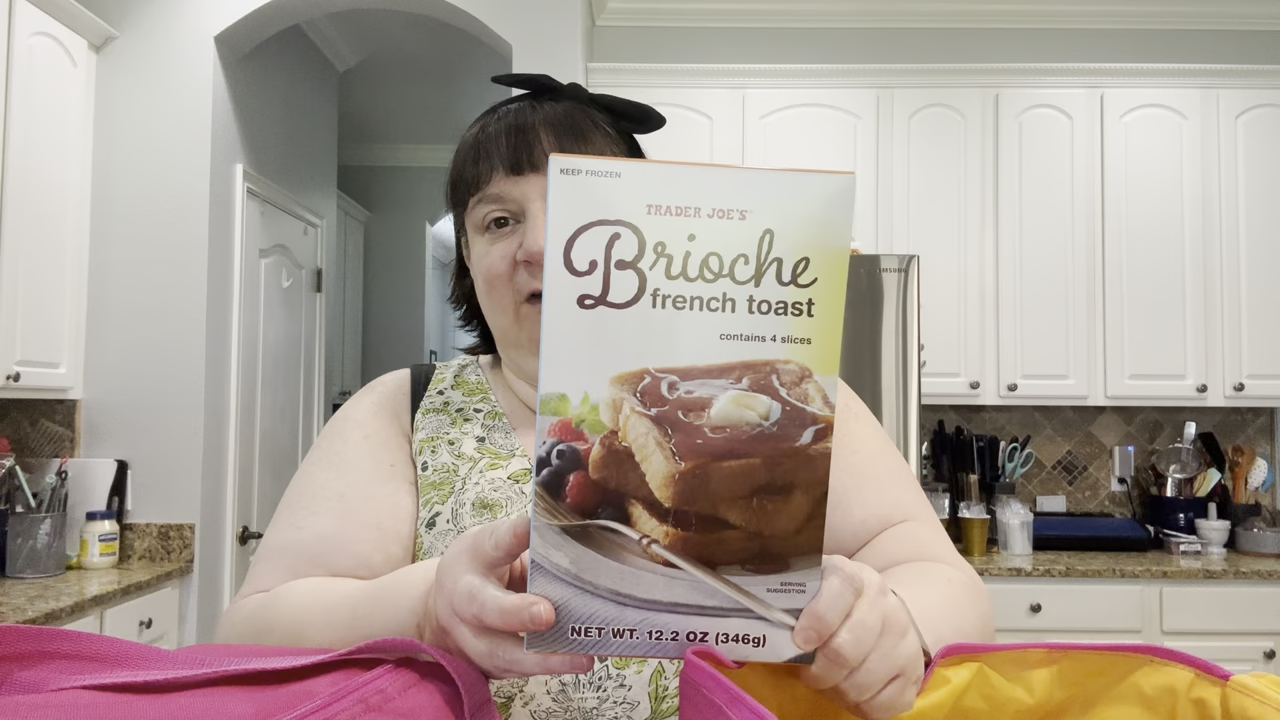 KEEP FROZEN
TRADER JOE'S
Brioche
french toast
contains 4 slices
SERVING
SUGGESTION
NET WT. 12.2 OZ (346g)
SAMSUNG